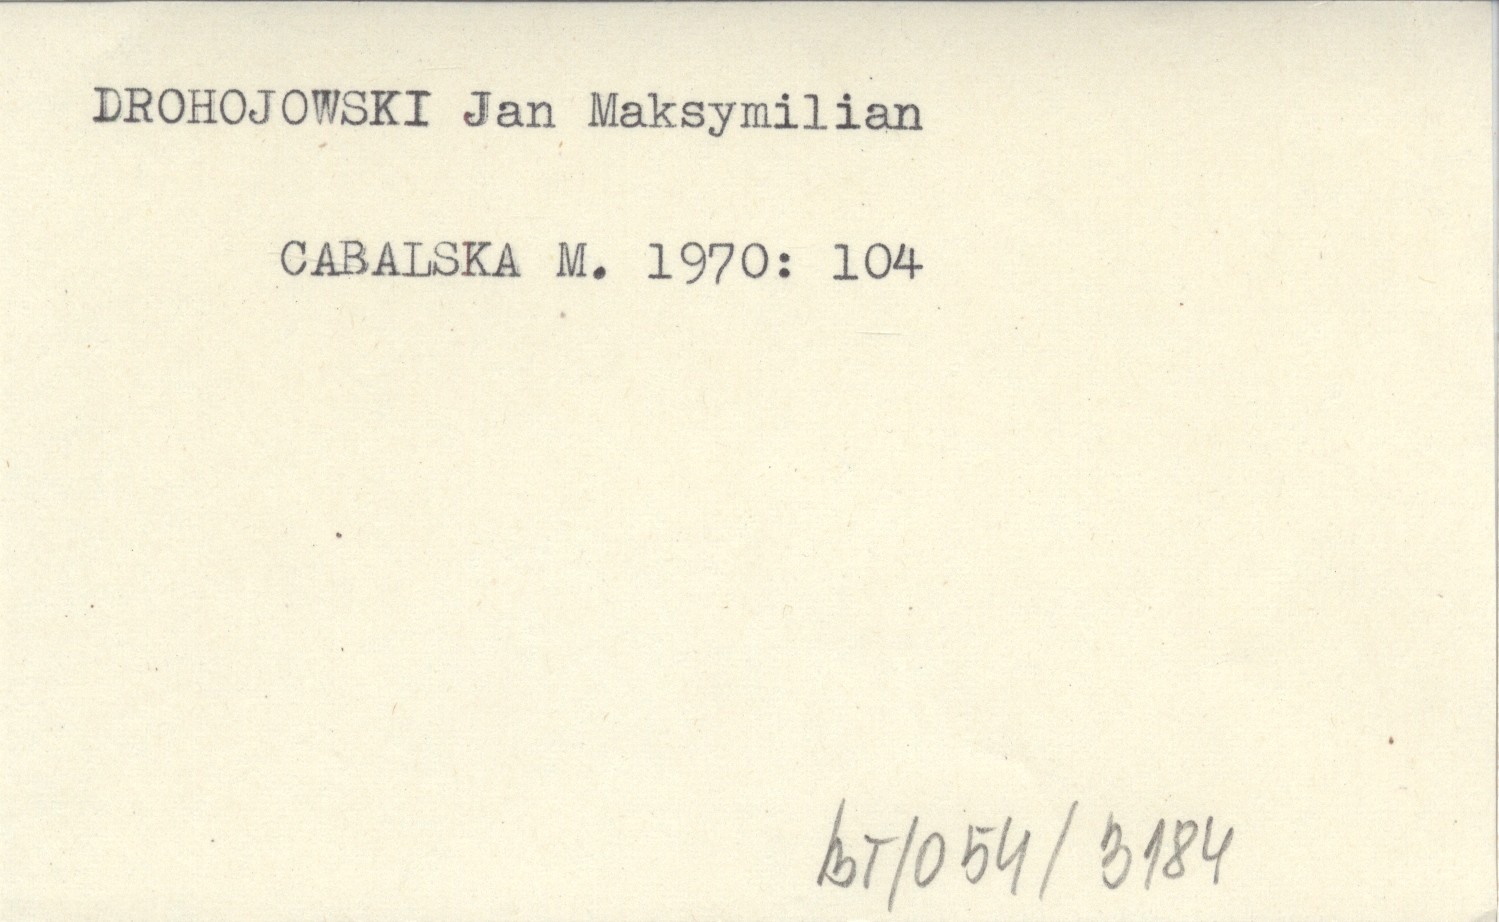 DROHOJOWSKI Jan Maksymilian
CABALSKA M. 1970: 104
BT/054/3184